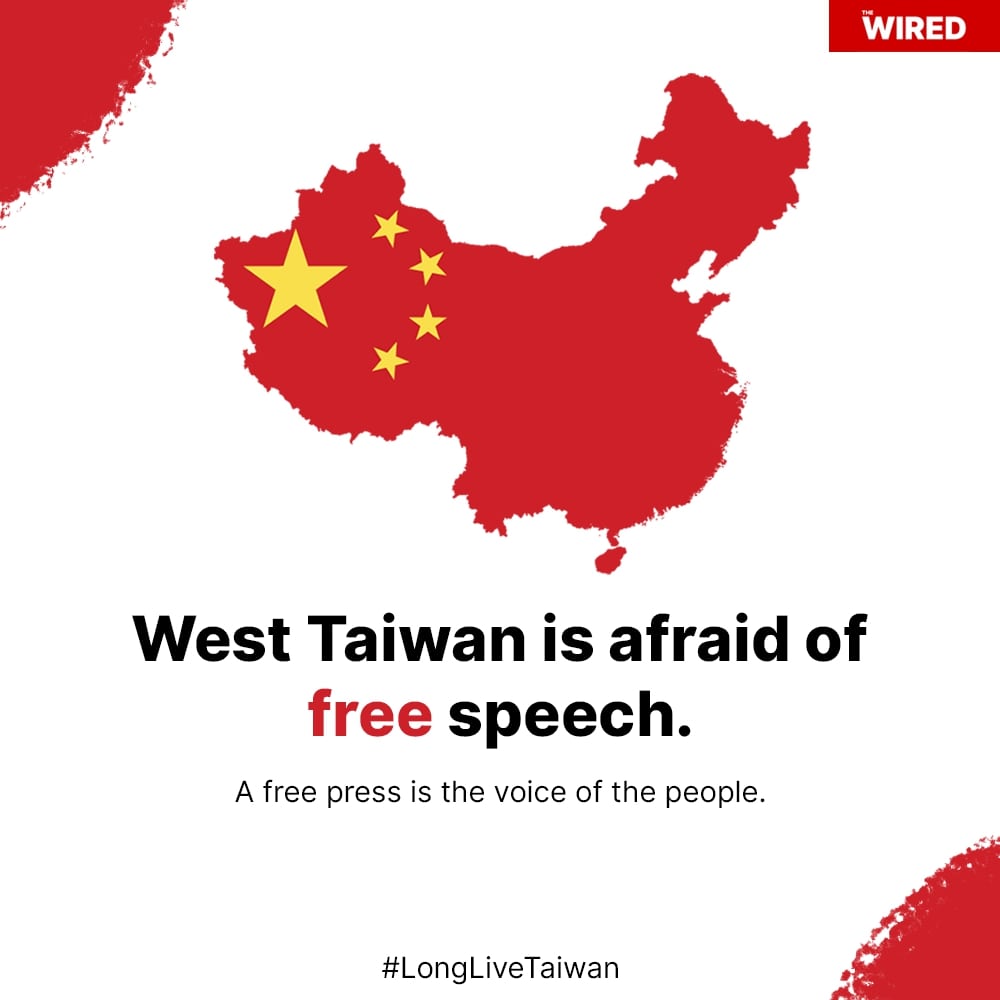 THE
WIRED
West Taiwan is afraid of
free speech.
A free press is the voice of the people.
#LongLiveTaiwan